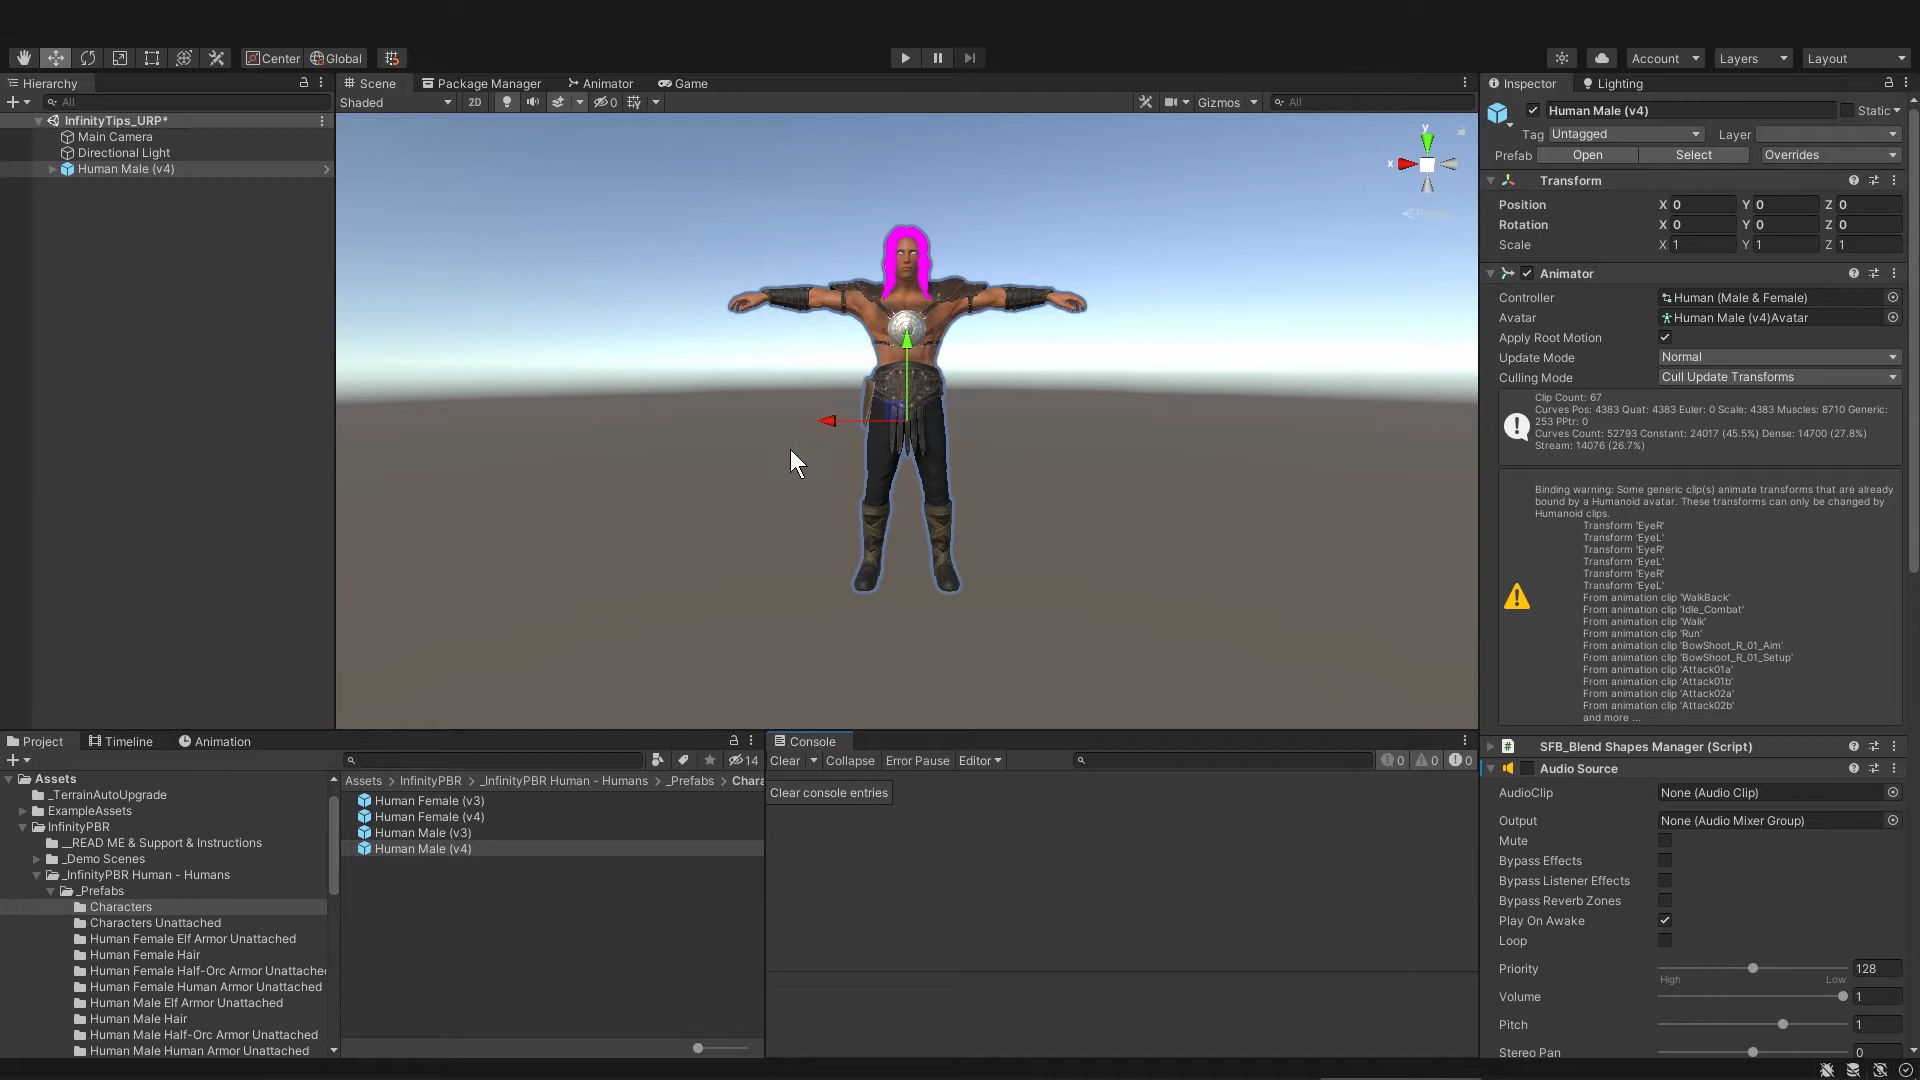 Center
Global
Account
Layers
Layout
Hierarchy
All
InfinityTips_URP*
Main Camera
Directional Light
Human Male (v4)
Scene
Package Manager
Animator
Game
Shaded
2D
0
Gizmos
All
y
x
Inspector
Lighting
Human Male (v4)
Static
Tag
Untagged
Layer
Prefab
Open
Select
Overrides
Transform
Position X 0 Y 0 Z 0
Rotation X 0 Y 0 Z 0
Scale X 1 Y 1 Z 1
Animator
Controller Human (Male & Female)
Avatar Human Male (v4)Avatar
Apply Root Motion
Update Mode Normal
Culling Mode Cull Update Transforms
Clip Count: 67
Curves Pos: 4383 Quat: 4383 Euler: 0 Scale: 4383 Muscles: 8710 Generic:
253 PPtr: 0
Curves Count: 52793 Constant: 24017 (45.5%) Dense: 14700 (27.8%)
Stream: 14076 (26.7%)
Binding warning: Some generic clip(s) animate transforms that are already
bound by a Humanoid avatar. These transforms can only be changed by
Humanoid clips.
Transform 'EyeR'
Transform 'EyeL'
Transform 'EyeR'
Transform 'EyeL'
Transform 'EyeR'
Transform 'EyeL'
From animation clip 'WalkBack'
From animation clip 'Idle_Combat'
From animation clip 'Walk'
From animation clip 'Run'
From animation clip 'BowShoot_R_01_Aim'
From animation clip 'BowShoot_R_01_Setup'
From animation clip 'Attack01a'
From animation clip 'Attack01b'
From animation clip 'Attack02a'
From animation clip 'Attack02b'
and more ...
SFB_Blend Shapes Manager (Script)
Audio Source
AudioClip None (Audio Clip)
Output None (Audio Mixer Group)
Mute
Bypass Effects
Bypass Listener Effects
Bypass Reverb Zones
Play On Awake
Loop
Priority 128
High Low
Volume 1
Pitch 1
Stereo Pan 0
Project
Timeline
Animation
14
Assets
_TerrainAutoUpgrade
ExampleAssets
InfinityPBR
__READ ME & Support & Instructions
_Demo Scenes
_InfinityPBR Human - Humans
_Prefabs
Characters
Characters Unattached
Human Female Elf Armor Unattached
Human Female Hair
Human Female Half-Orc Armor Unattache
Human Female Human Armor Unattached
Human Male Elf Armor Unattached
Human Male Hair
Human Male Half-Orc Armor Unattached
Human Male Human Armor Unattached
Assets > InfinityPBR > _InfinityPBR Human - Humans > _Prefabs > Chara
Human Female (v3)
Human Female (v4)
Human Male (v3)
Human Male (v4)
Console
Clear
Collapse
Error Pause
Editor
0
0
0
Clear console entries